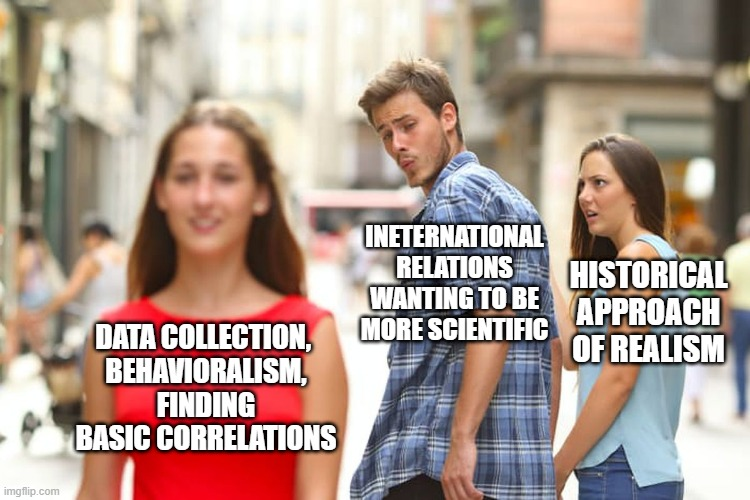 DATA COLLECTION,
BEHAVIORALISM,
FINDING
BASIC CORRELATIONS
INETERNATIONAL
RELATIONS
WANTING TO BE
MORE SCIENTIFIC
HISTORICAL
APPROACH
OF REALISM
imgflip.com